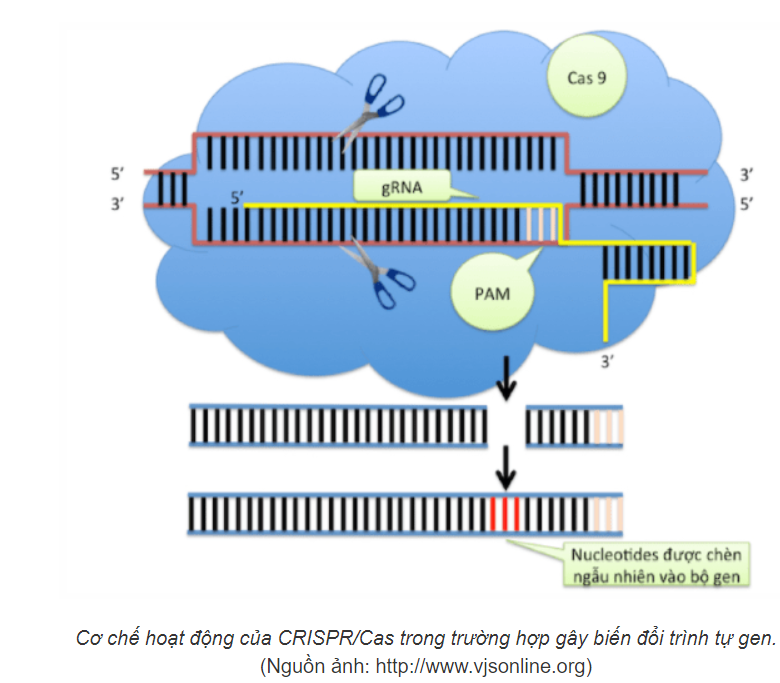 Cas 9
5’
3’
3’
5’
gRNA
5’
PAM
3’
Nucleotides được chèn
ngẫu nhiên vào bộ gen
Cơ chế hoạt động của CRISPR/Cas trong trường hợp gây biến đổi trình tự gen.
(Nguồn ảnh: http://www.vjsonline.org)